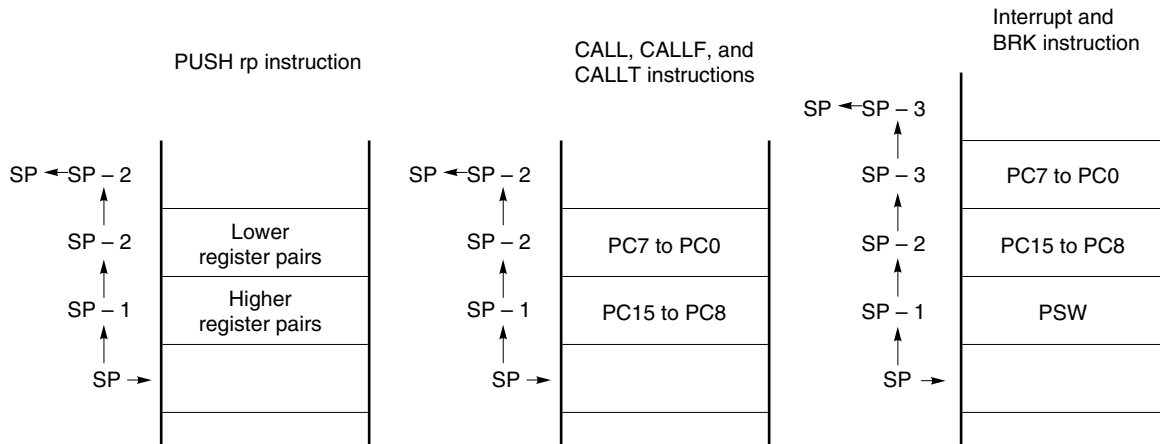 PUSH rp instruction
SP SP – 2
SP – 2
Lower
register pairs
SP – 1
Higher
register pairs
SP
CALL, CALLF, and
CALLT instructions
SP SP – 2
SP – 2
PC7 to PC0
SP – 1
PC15 to PC8
SP
Interrupt and
BRK instruction
SP SP – 3
SP – 3
PC7 to PC0
SP – 2
PC15 to PC8
SP – 1
PSW
SP